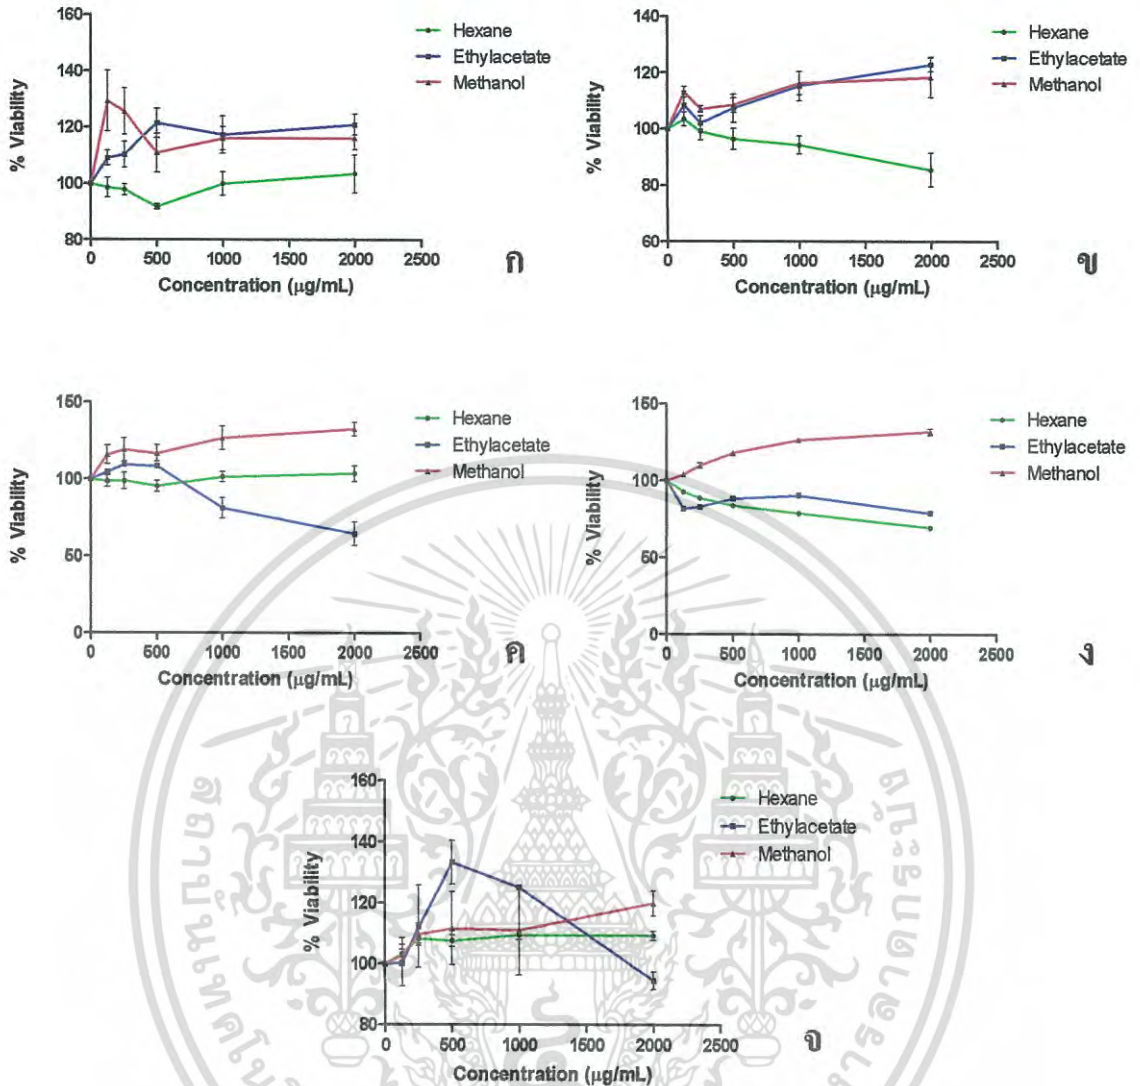 160
140
120
100
80
% Viability
0 500 1000 1500 2000 2500
Concentration (µg/mL)
Hexane
Ethylacetate
Methanol
ก
140
120
100
80
60
% Viability
0 500 1000 1500 2000 2500
Concentration (µg/mL)
Hexane
Ethylacetate
Methanol
ข
150
100
50
0
% Viability
0 500 1000 1500 2000 2500
Concentration (µg/mL)
Hexane
Ethylacetate
Methanol
ค
150
100
50
0
% Viability
0 500 1000 1500 2000 2500
Concentration (µg/mL)
Hexane
Ethylacetate
Methanol
ง
160
140
120
100
80
% Viability
0 500 1000 1500 2000 2500
Concentration (µg/mL)
Hexane
Ethylacetate
Methanol
จ